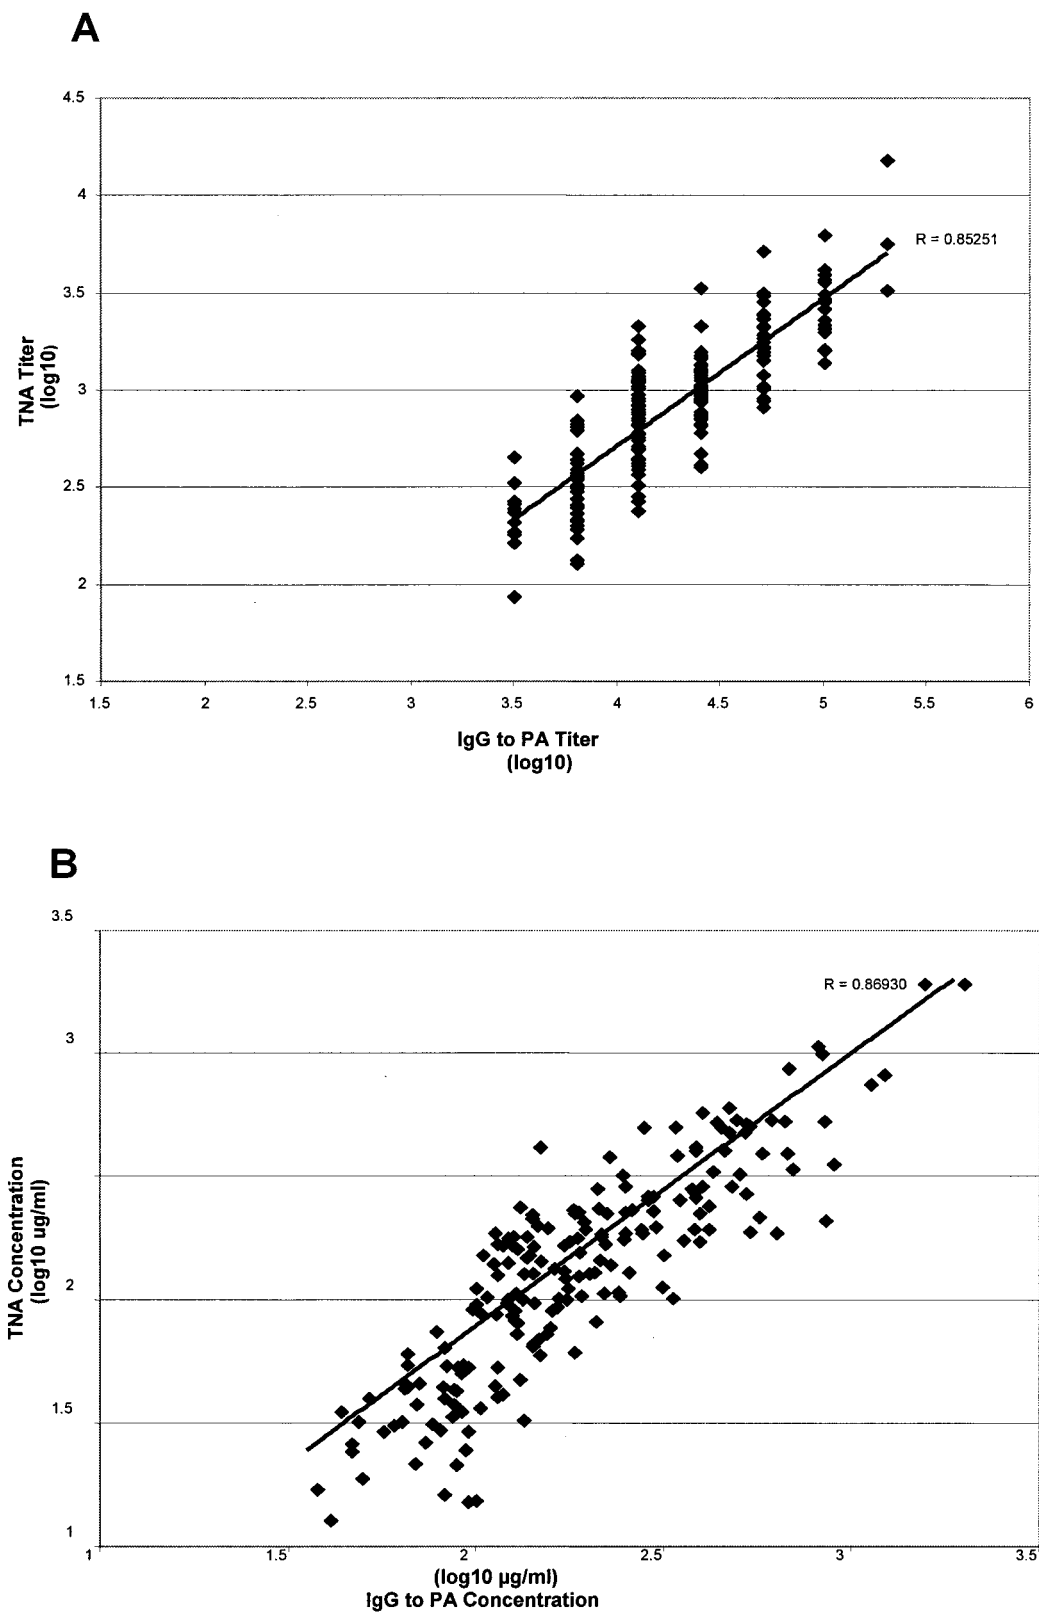 A
4.5
4
3.5
3
2.5
2
1.5
TNA Titer
(log10)
R = 0.85251
1.5 2 2.5 3 3.5 4 4.5 5 5.5 6
IgG to PA Titer
(log10)
B
3.5
3
2
1.5
1
TNA Concentration
(log10 ug/ml)
R = 0.86930
1 1.5 2 2.5 3 3.5
(log10 µg/ml)
IgG to PA Concentration